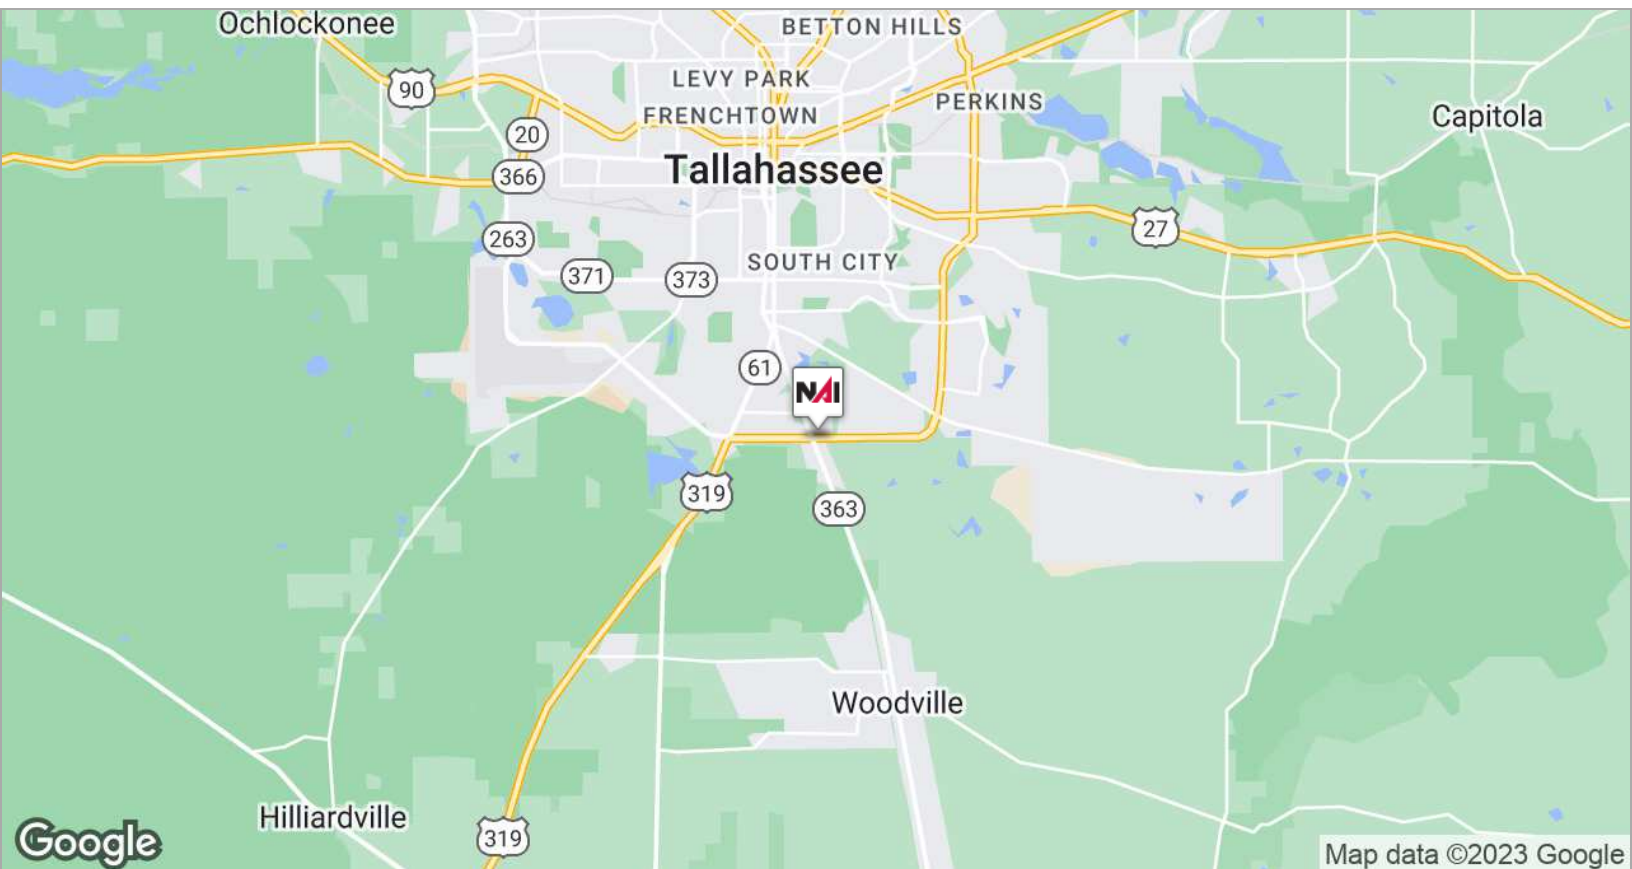 Ochlockonee
BETTON HILLS
LEVY PARK
90
PERKINS
FRENCHTOWN
Capitola
20
Tallahassee
366
27
263
SOUTH CITY
371
373
61
NAI
319
363
Woodville
Hilliardville
319
Google
Map data ©2023 Google